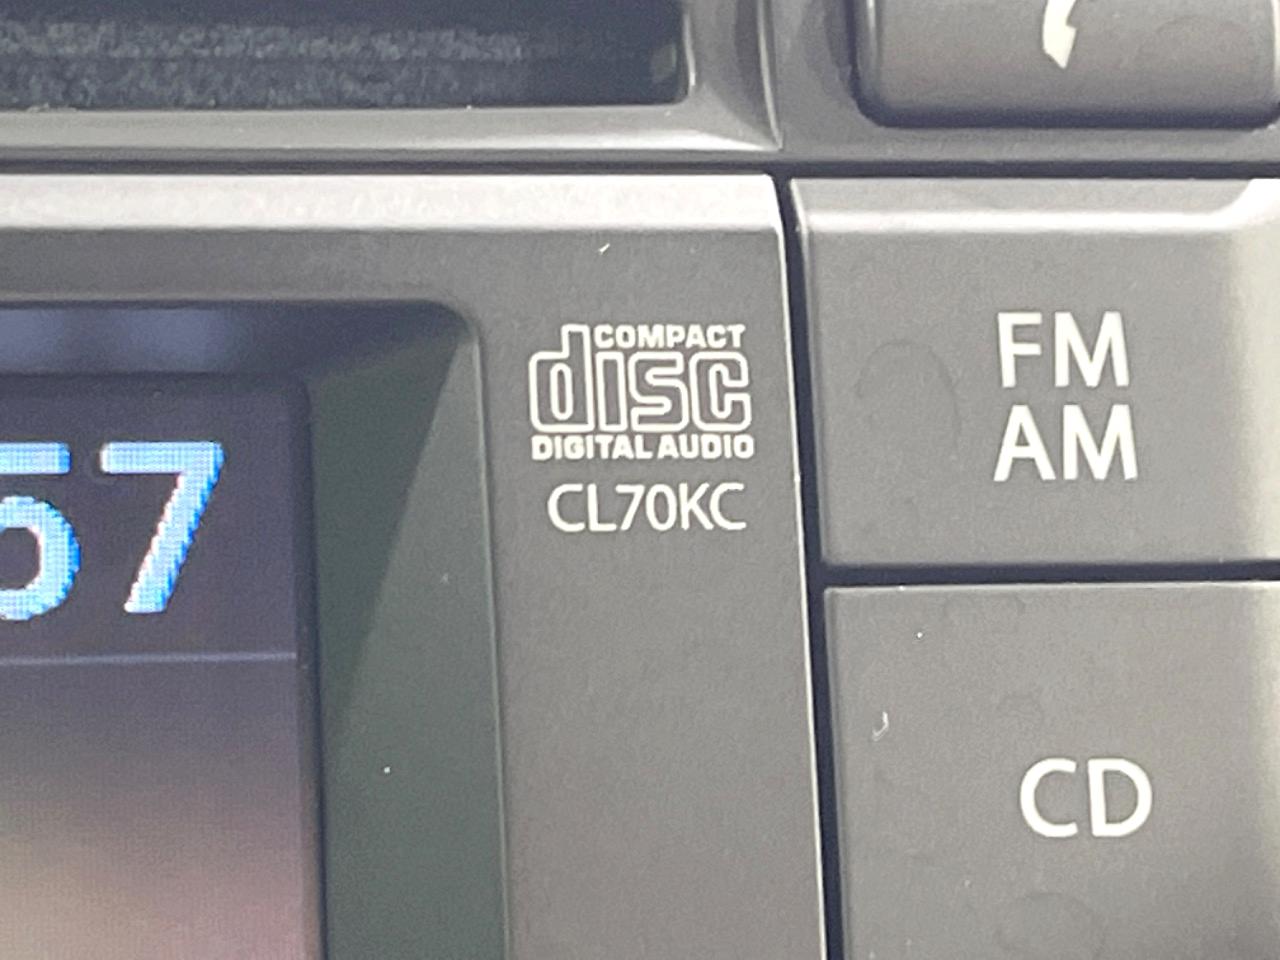 COMPACT
disc
DIGITAL AUDIO
CL70KC
FM
AM
57
CD